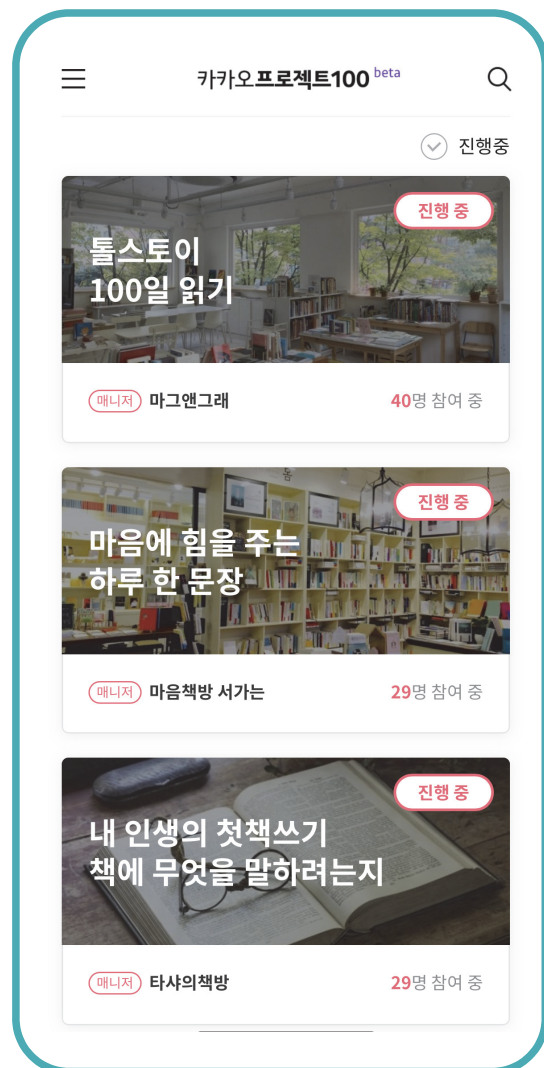 카카오프로젝트100 beta
진행중
진행 중
톨스토이
100일 읽기
매니저 마그앤그래
40명 참여 중
진행 중
마음에 힘을 주는
하루 한 문장
매니저 마음책방 서가는
29명 참여 중
진행 중
내 인생의 첫책쓰기
책에 무엇을 말하려는지
매니저 타샤의책방
29명 참여 중